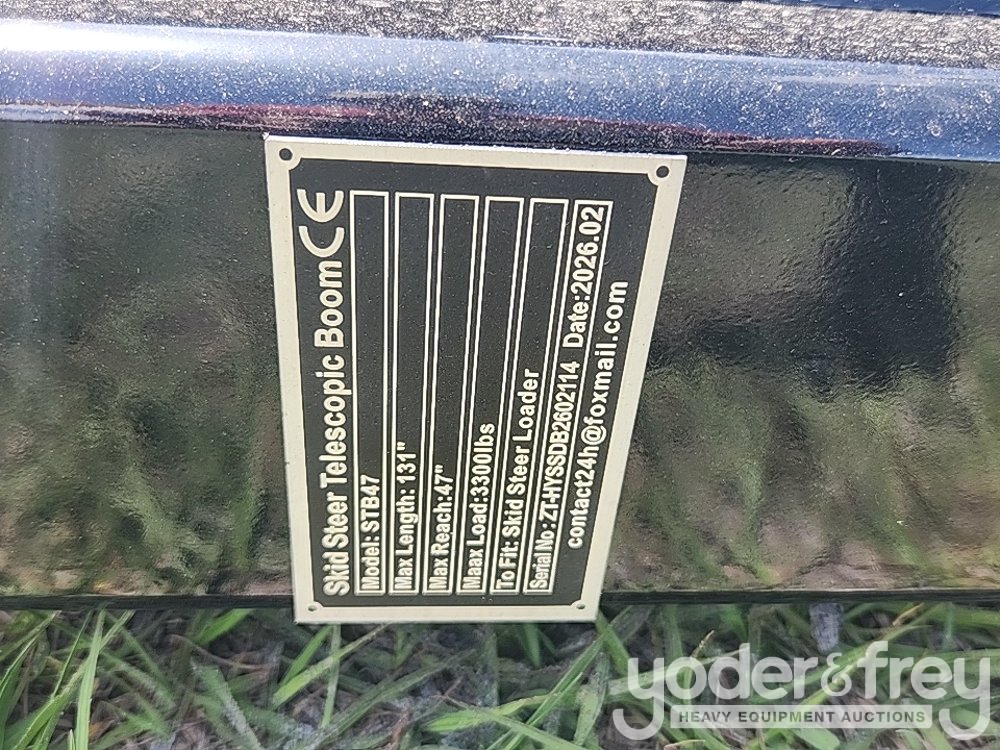 Skid Steer Telescopic Boom CE
Model: STB47
Max Length: 131"
Max Reach:47"
Maax Load:3300lbs
To Fit: Skid Steer Loader
Serial No: ZT-HYSSDB2602114 Date:2026.02
contact24h@foxmail.com
yoder&frey
HEAVY EQUIPMENT AUCTIONS